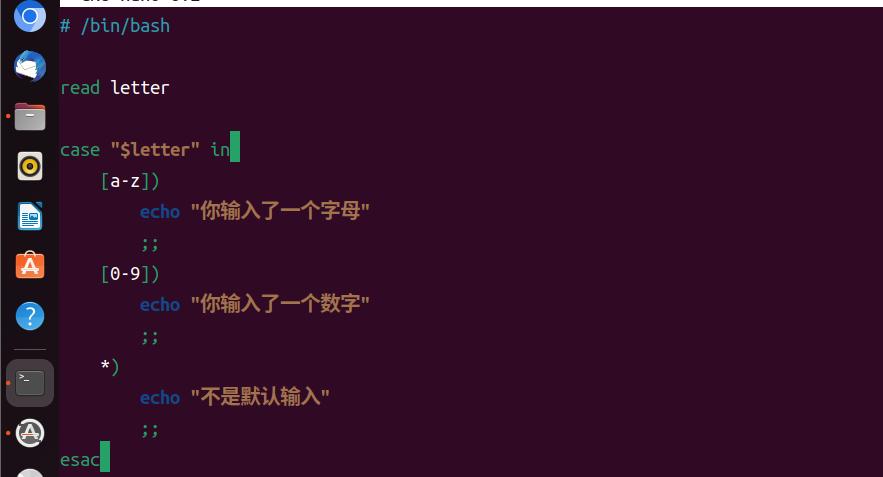 # /bin/bash
read letter
case "$letter" in
[a-z])
echo "你输入了一个字母"
;;
[0-9])
echo "你输入了一个数字"
;;
*)
echo "不是默认输入"
;;
esac